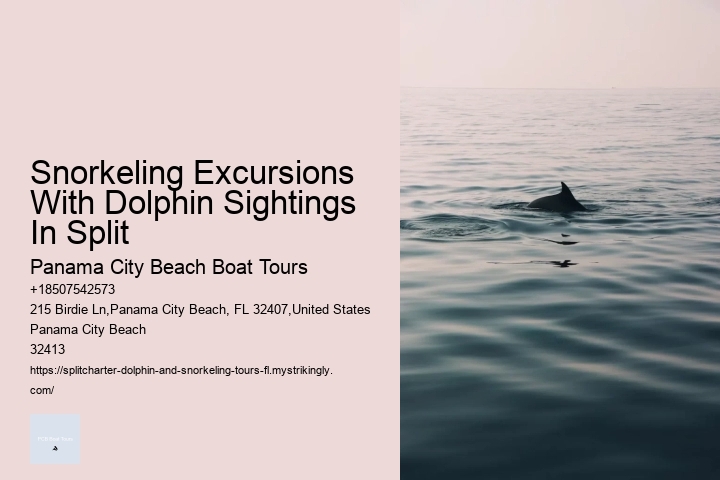 Snorkeling Excursions
With Dolphin Sightings
In Split
Panama City Beach Boat Tours
+18507542573
215 Birdie Ln,Panama City Beach, FL 32407,United States
Panama City Beach
32413
https://splitcharter-dolphin-and-snorkeling-tours-fl.mystrikingly.
com/